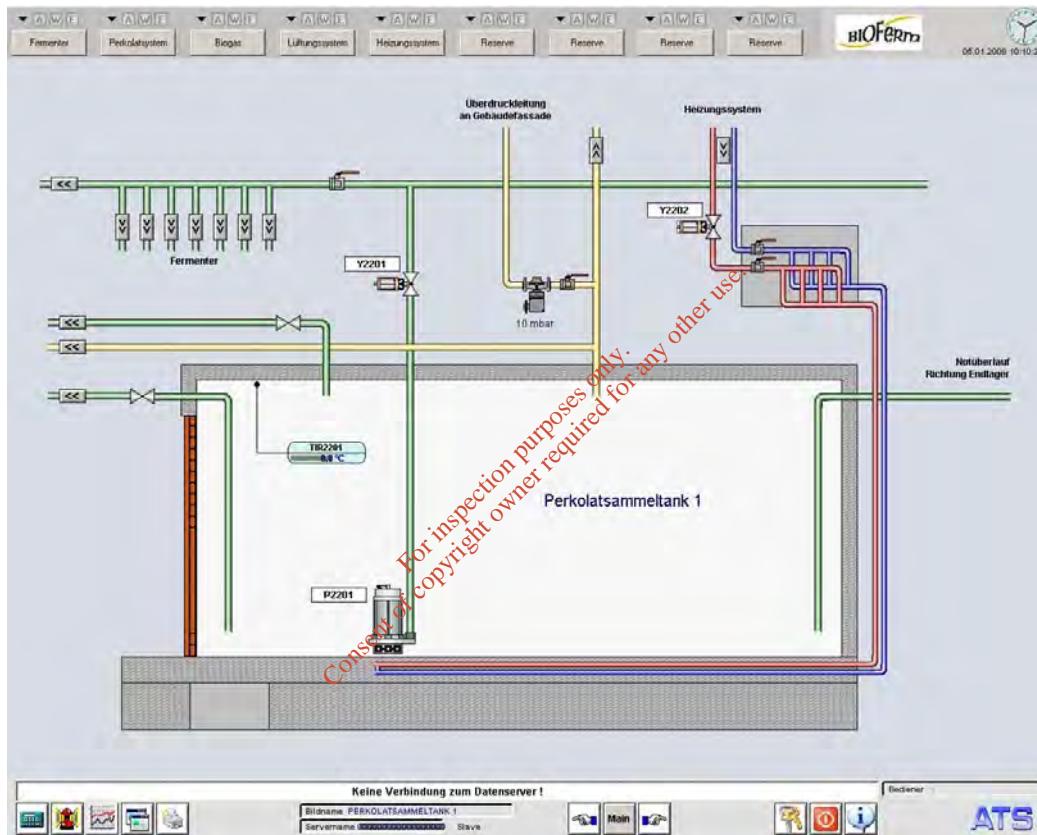 A W E A W E A W E A W E A W E A W E A W E A W E A W E
Fermenter Perkolatsystem Biogas Lüftungssystem Heizungssystem Reserve Reserve Reserve Reserve
BIOFerm
Überdruckleitung
an Gebäudefassade
Heizungssystem
<<
Y2202
Fermenter
Y2201
10 mbar
<<
<<
Notüberlauf
Richtung Endlager
<<
TIR2201
0,0 °C
Perkolatsammeltank 1
P2201
For inspection purposes only.
Consent of copyright owner required for any other use.
Keine Verbindung zum Datenserver !
Bediener
Bildname PERKOLATSAMMELTANK 1
Servername Slave
Main
ATS